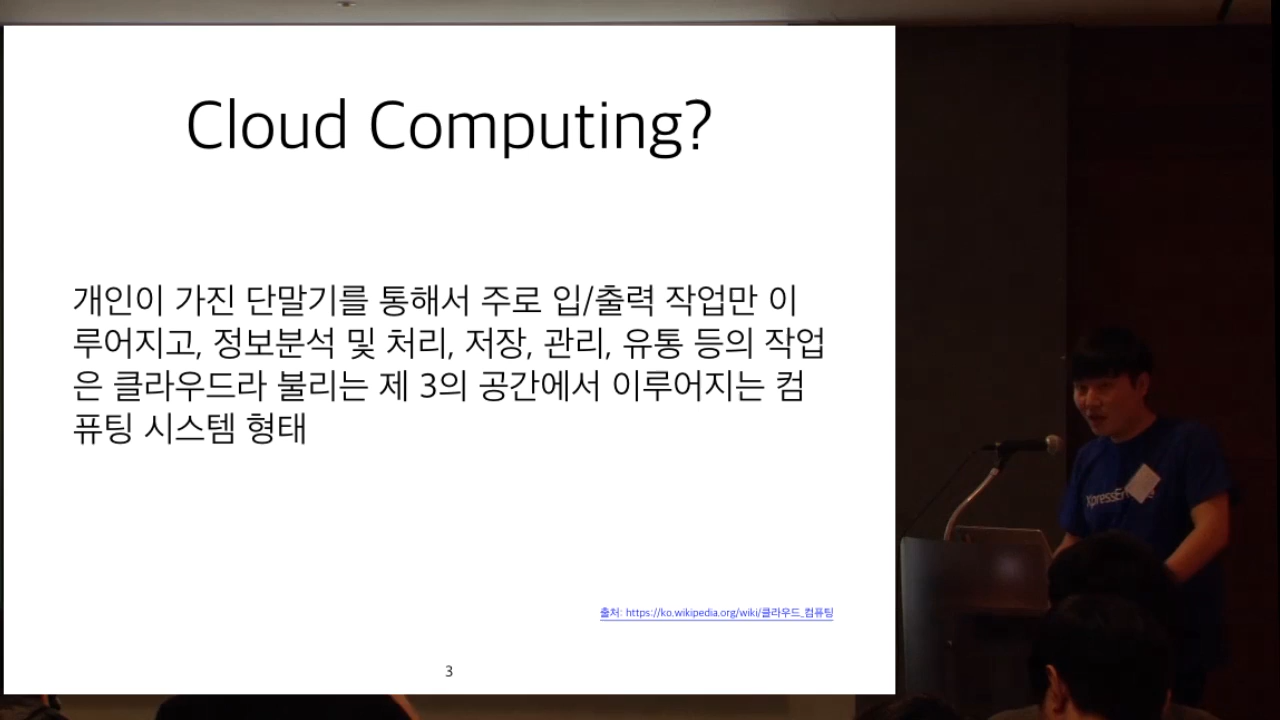 Cloud Computing?
개인이 가진 단말기를 통해서 주로 입/출력 작업만 이
루어지고, 정보분석 및 처리, 저장, 관리, 유통 등의 작업
은 클라우드라 불리는 제 3의 공간에서 이루어지는 컴
퓨팅 시스템 형태
출처: https://ko.wikipedia.org/wiki/클라우드_컴퓨팅
3